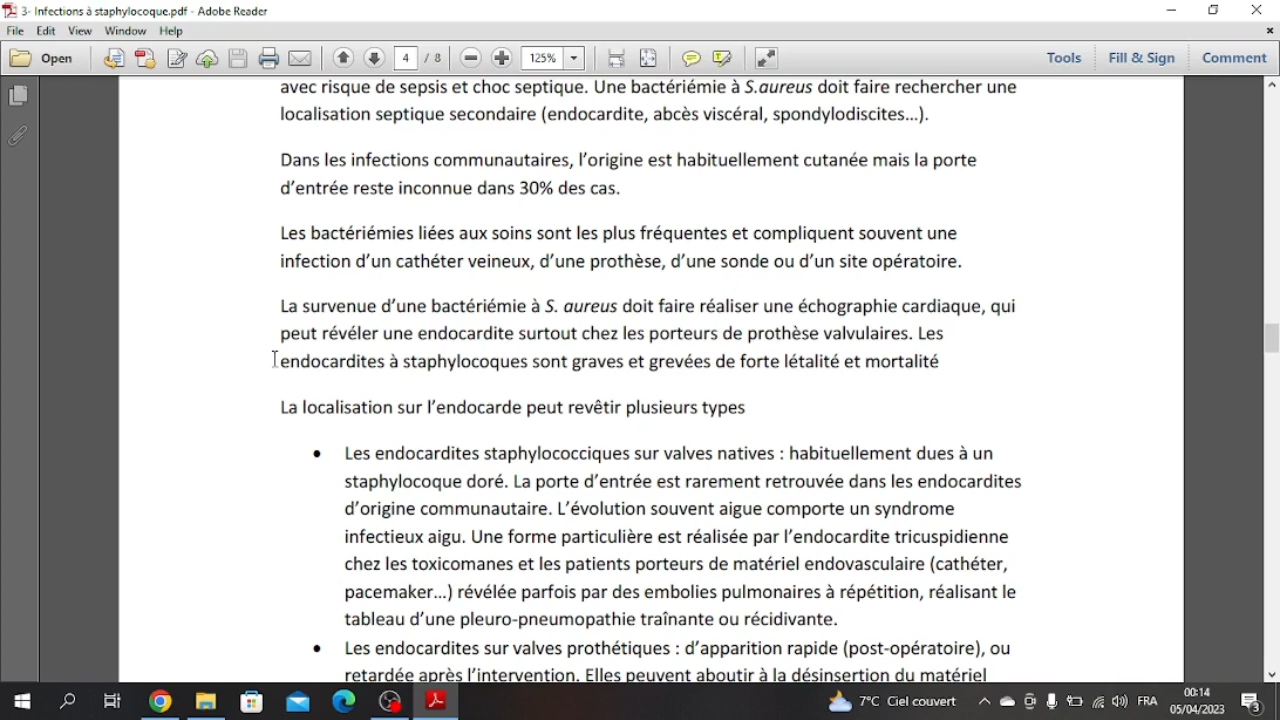 3- Infections à staphylocoque.pdf - Adobe Reader
File Edit View Window Help
Open 4 / 8 125% Tools Fill & Sign Comment
avec risque de sepsis et choc septique. Une bactériémie à S.aureus doit faire rechercher une
localisation septique secondaire (endocardite, abcès viscéral, spondylodiscites...).
Dans les infections communautaires, l'origine est habituellement cutanée mais la porte
d'entrée reste inconnue dans 30% des cas.
Les bactériémies liées aux soins sont les plus fréquentes et compliquent souvent une
infection d'un cathéter veineux, d'une prothèse, d'une sonde ou d'un site opératoire.
La survenue d'une bactériémie à S. aureus doit faire réaliser une échographie cardiaque, qui
peut révéler une endocardite surtout chez les porteurs de prothèse valvulaires. Les
endocardites à staphylocoques sont graves et grevées de forte létalité et mortalité
La localisation sur l'endocarde peut revêtir plusieurs types
• Les endocardites staphylococciques sur valves natives : habituellement dues à un
staphylocoque doré. La porte d'entrée est rarement retrouvée dans les endocardites
d'origine communautaire. L'évolution souvent aigue comporte un syndrome
infectieux aigu. Une forme particulière est réalisée par l'endocardite tricuspidienne
chez les toxicomanes et les patients porteurs de matériel endovasculaire (cathéter,
pacemaker...) révélée parfois par des embolies pulmonaires à répétition, réalisant le
tableau d'une pleuro-pneumopathie traînante ou récidivante.
• Les endocardites sur valves prothétiques : d'apparition rapide (post-opératoire), ou
retardée après l'intervention. Elles peuvent aboutir à la désinsertion du matériel
7°C Ciel couvert FRA 00:14
05/04/2023 3